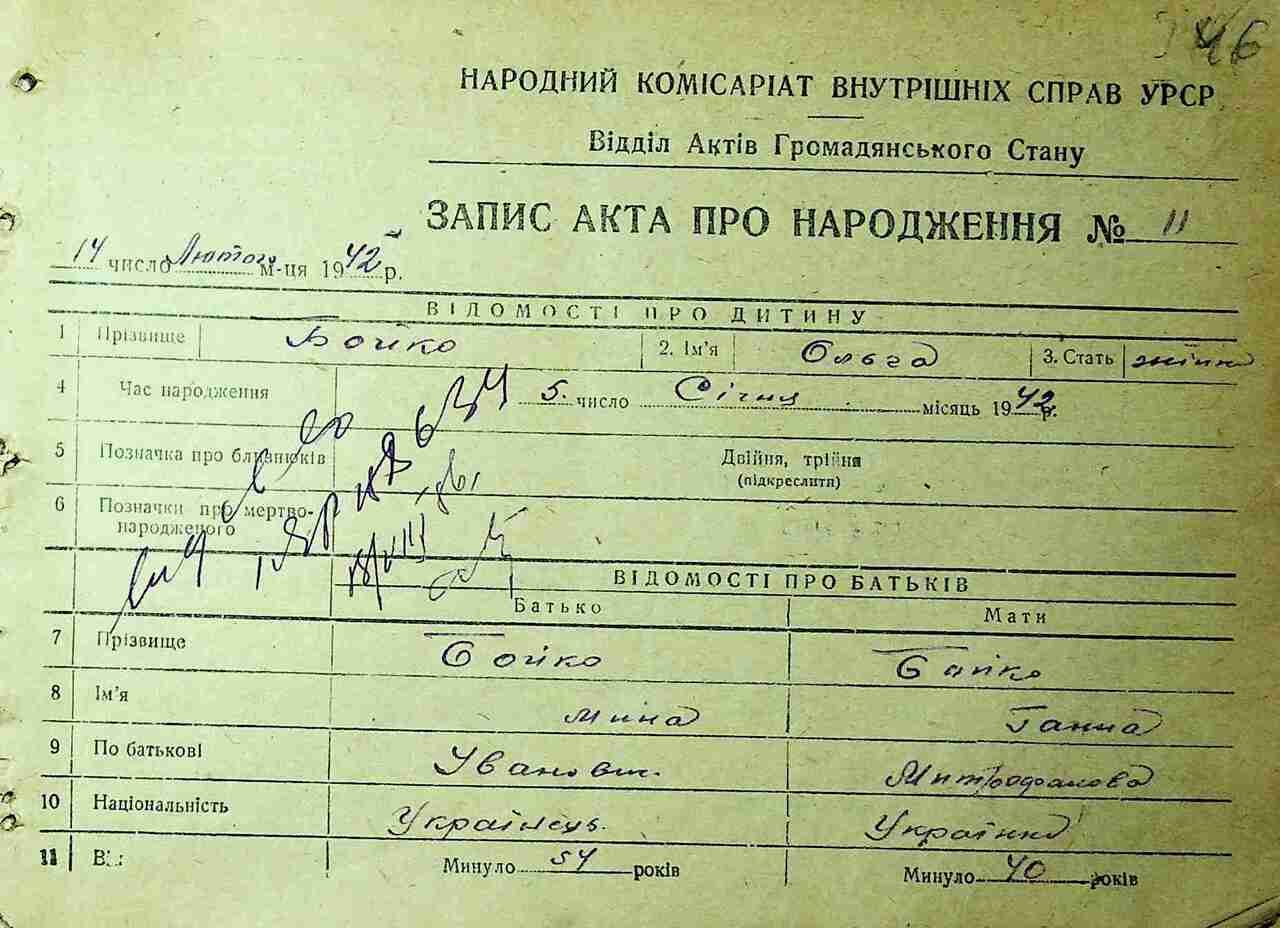 46
НАРОДНИЙ КОМІСАРІАТ ВНУТРІШНІХ СПРАВ УРСР
Відділ Актів Громадянського Стану
ЗАПИС АКТА ПРО НАРОДЖЕННЯ № 11
14 число Лютого м-ця 1942 р.
ВІДОМОСТІ ПРО ДИТИНУ
1 Прізвище Бойко 2. Ім'я Ольга 3. Стать
4 Час народження 5. число Січня місяць 1942 р.
5 Позначка про близнюків Двійня, трійня
(підкреслити)
6 Позначки про мертво-
народженого
ВІДОМОСТІ ПРО БАТЬКІВ
Батько Мати
7 Прізвище Бойко Бойко
8 Ім'я Мина Ганна
9 По батькові Иванович Митрофанова
10 Національність Українець. Українка
11 Минуло 54 років Минуло 40 років